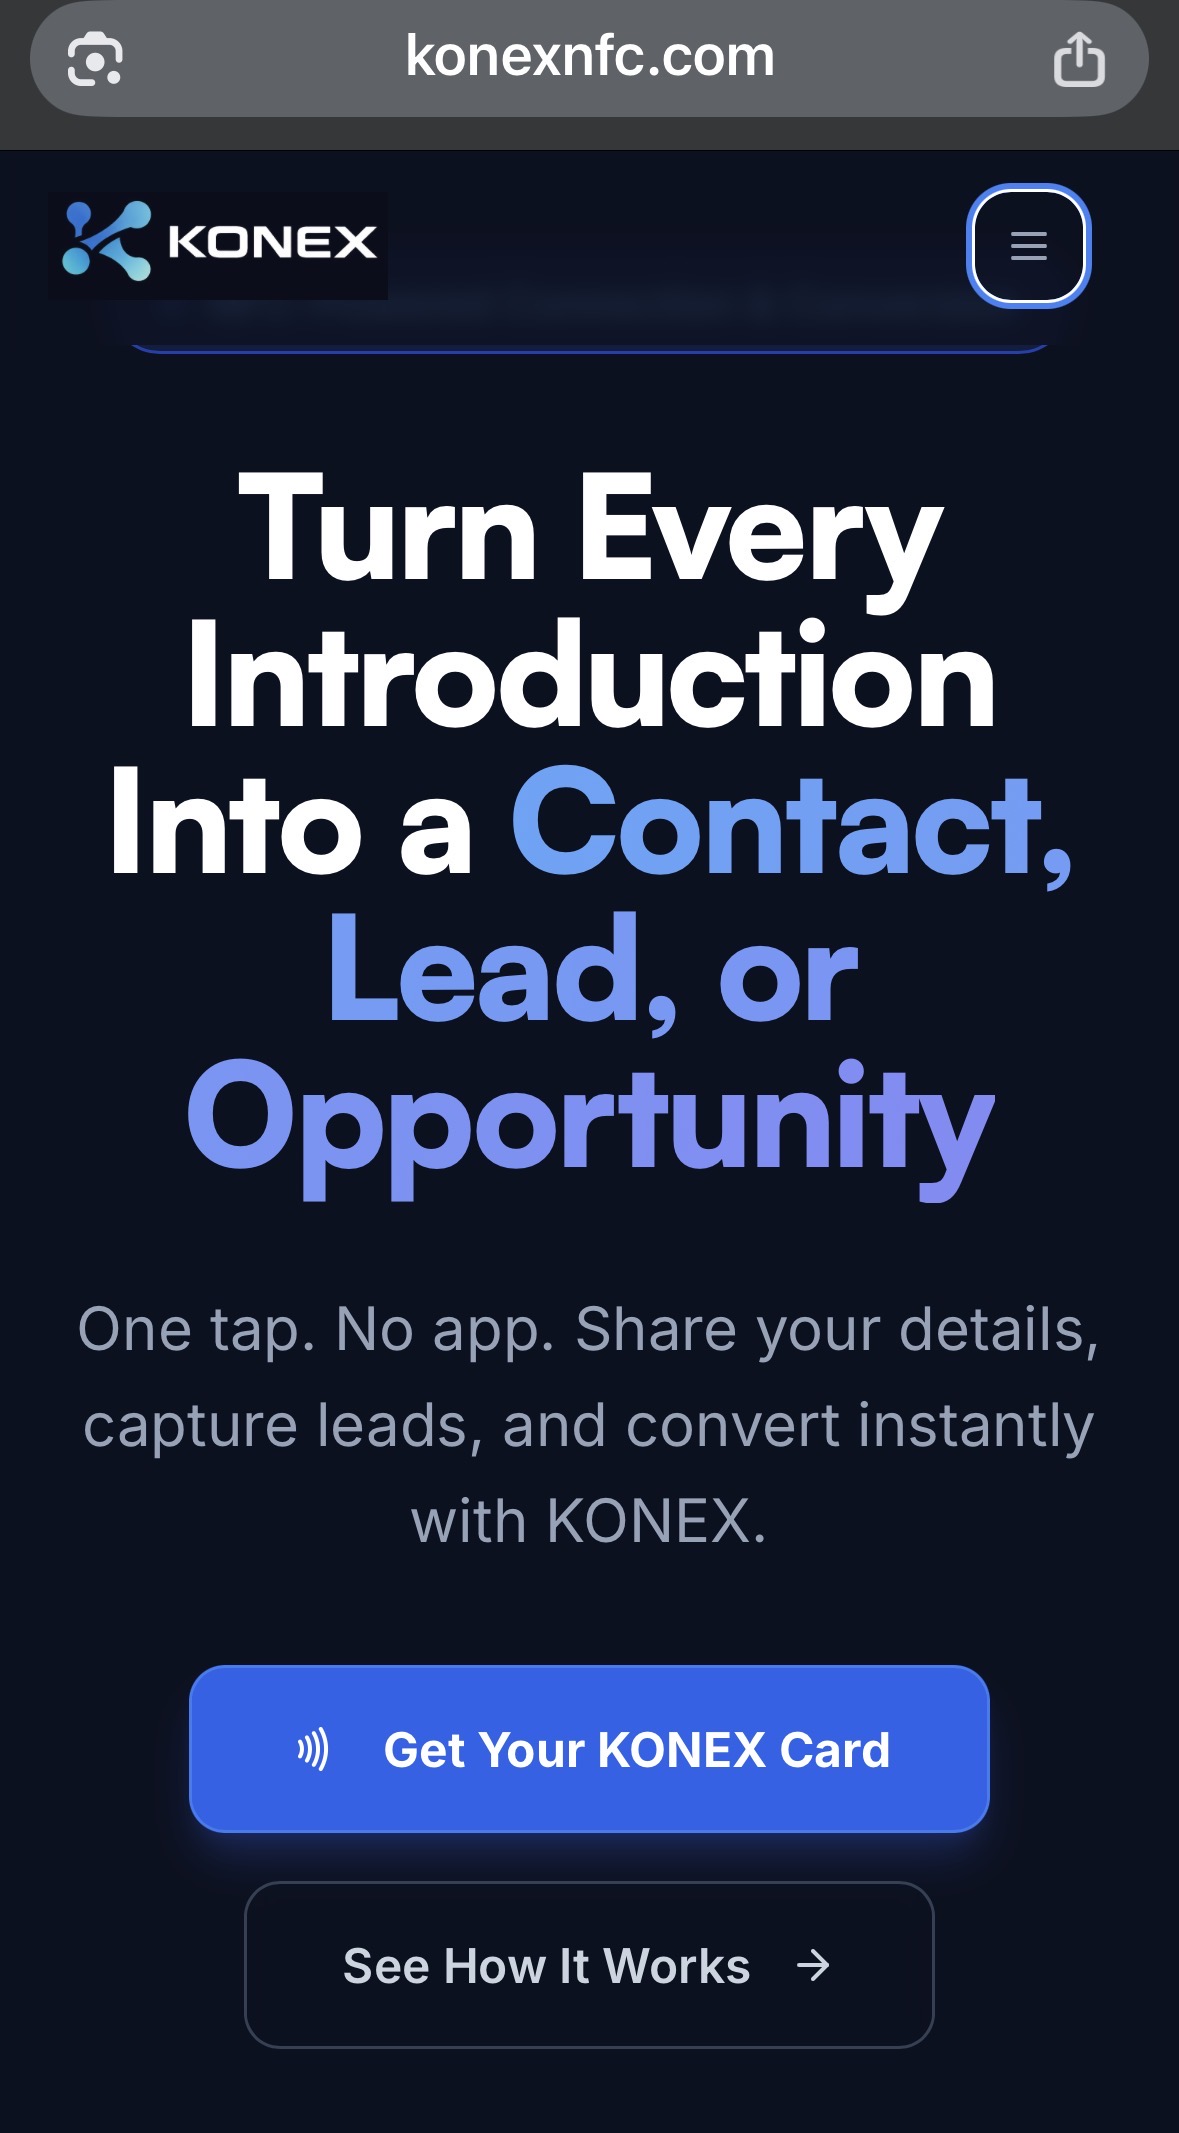 konexnfc.com
KONEX
Turn Every
Introduction
Into a Contact,
Lead, or
Opportunity
One tap. No app. Share your details,
capture leads, and convert instantly
with KONEX.
Get Your KONEX Card
See How It Works